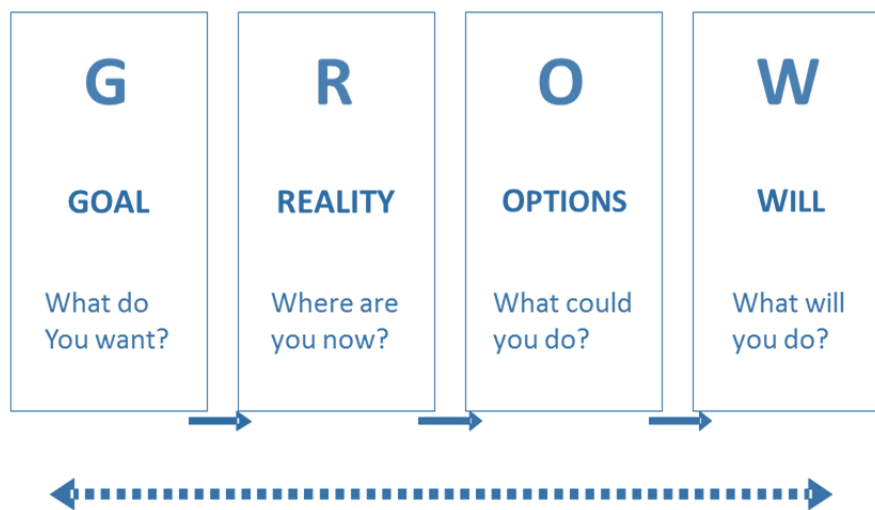 G
GOAL
What do
You want?
R
REALITY
Where are
you now?
O
OPTIONS
What could
you do?
W
WILL
What will
you do?